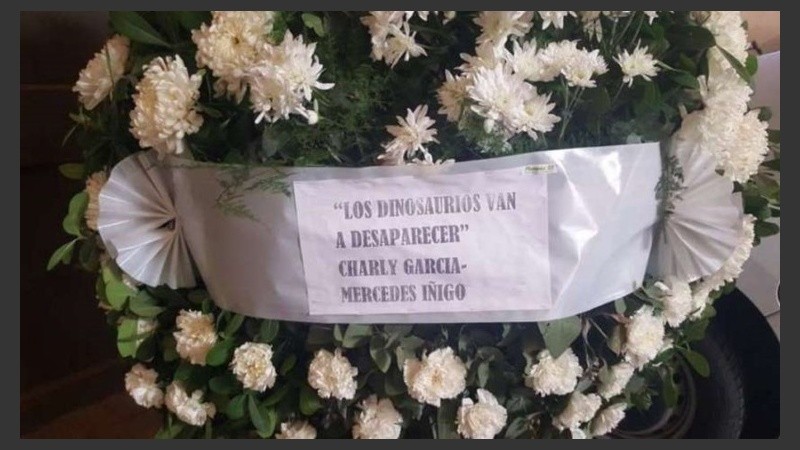 “LOS DINOSAURIOS VAN
A DESAPARECER”
CHARLY GARCIA-
MERCEDES IÑIGO